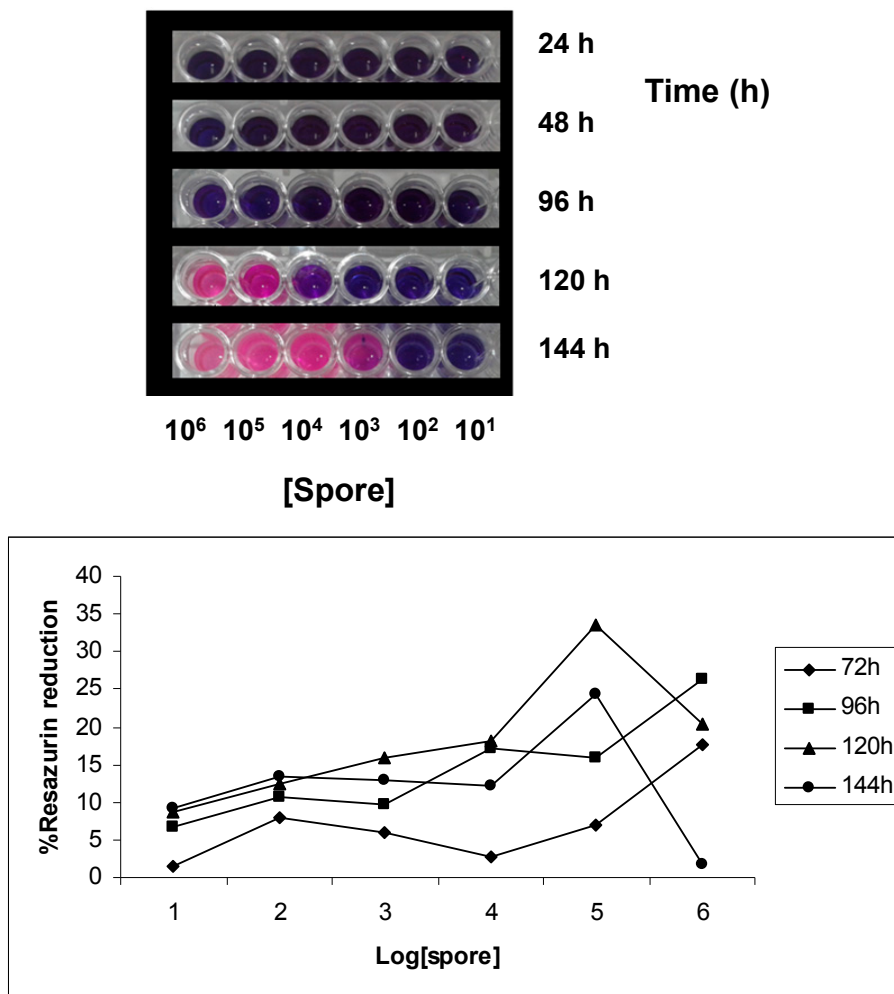 24 h
Time (h)
48 h
96 h
120 h
144 h
10⁶ 10⁵ 10⁴ 10³ 10² 10¹
[Spore]
40
35
30
25
20
15
10
5
0
%Resazurin reduction
1 2 3 4 5 6
Log[spore]
72h
96h
120h
144h